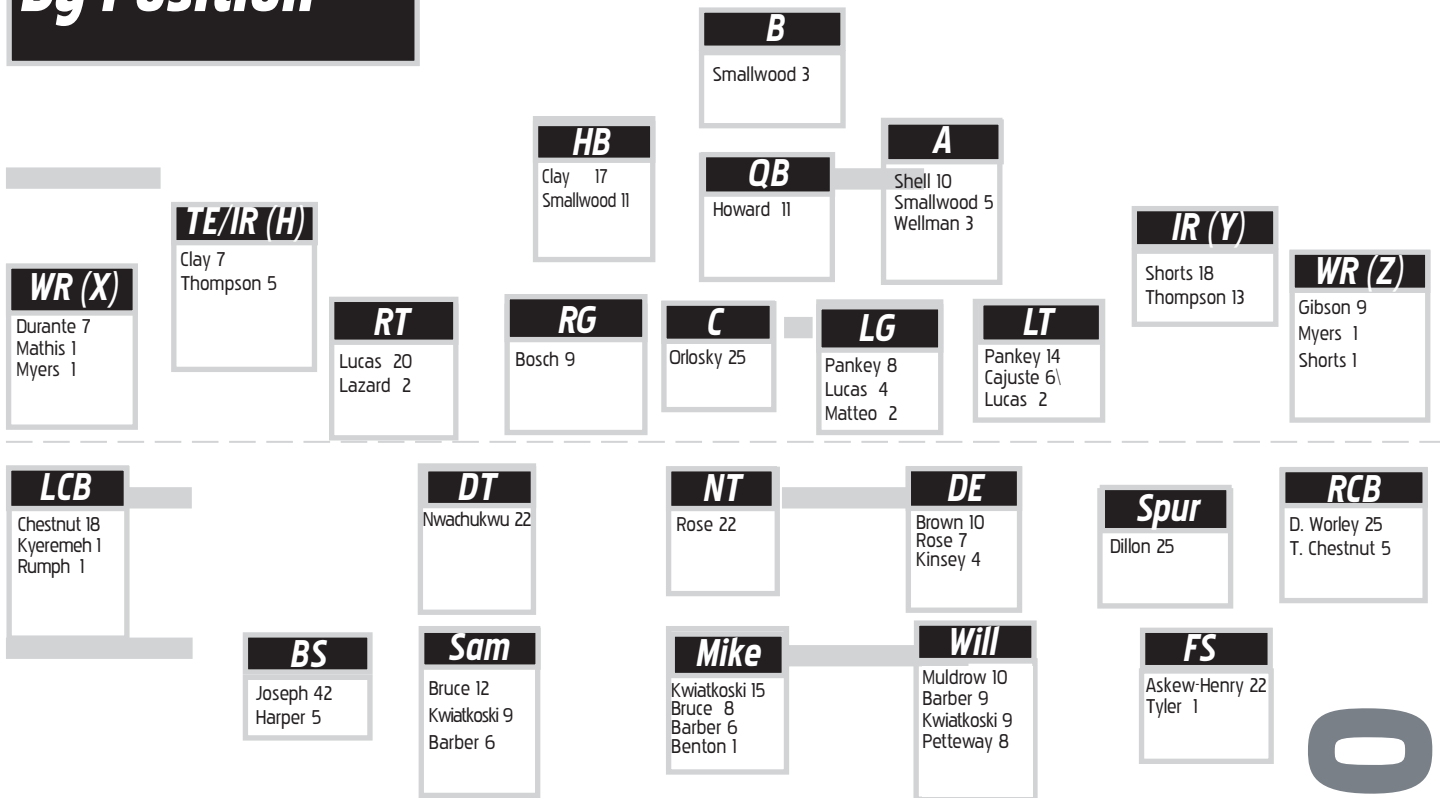 By Position
B
Smallwood 3
HB
Clay 17
Smallwood 11
QB
Howard 11
A
Shell 10
Smallwood 5
Wellman 3
TE/IR (H)
Clay 7
Thompson 5
IR (Y)
Shorts 18
Thompson 13
WR (X)
Durante 7
Mathis 1
Myers 1
RT
Lucas 20
Lazard 2
RG
Bosch 9
C
Orlosky 25
LG
Pankey 8
Lucas 4
Matteo 2
LT
Pankey 14
Cajuste 6\
Lucas 2
WR (Z)
Gibson 9
Myers 1
Shorts 1
LCB
Chestnut 18
Kyeremeh 1
Rumph 1
DT
Nwachukwu 22
NT
Rose 22
DE
Brown 10
Rose 7
Kinsey 4
Spur
Dillon 25
RCB
D. Worley 25
T. Chestnut 5
BS
Joseph 42
Harper 5
Sam
Bruce 12
Kwiatkoski 9
Barber 6
Mike
Kwiatkoski 15
Bruce 8
Barber 6
Benton 1
Will
Muldrow 10
Barber 9
Kwiatkoski 9
Petteway 8
FS
Askew-Henry 22
Tyler 1